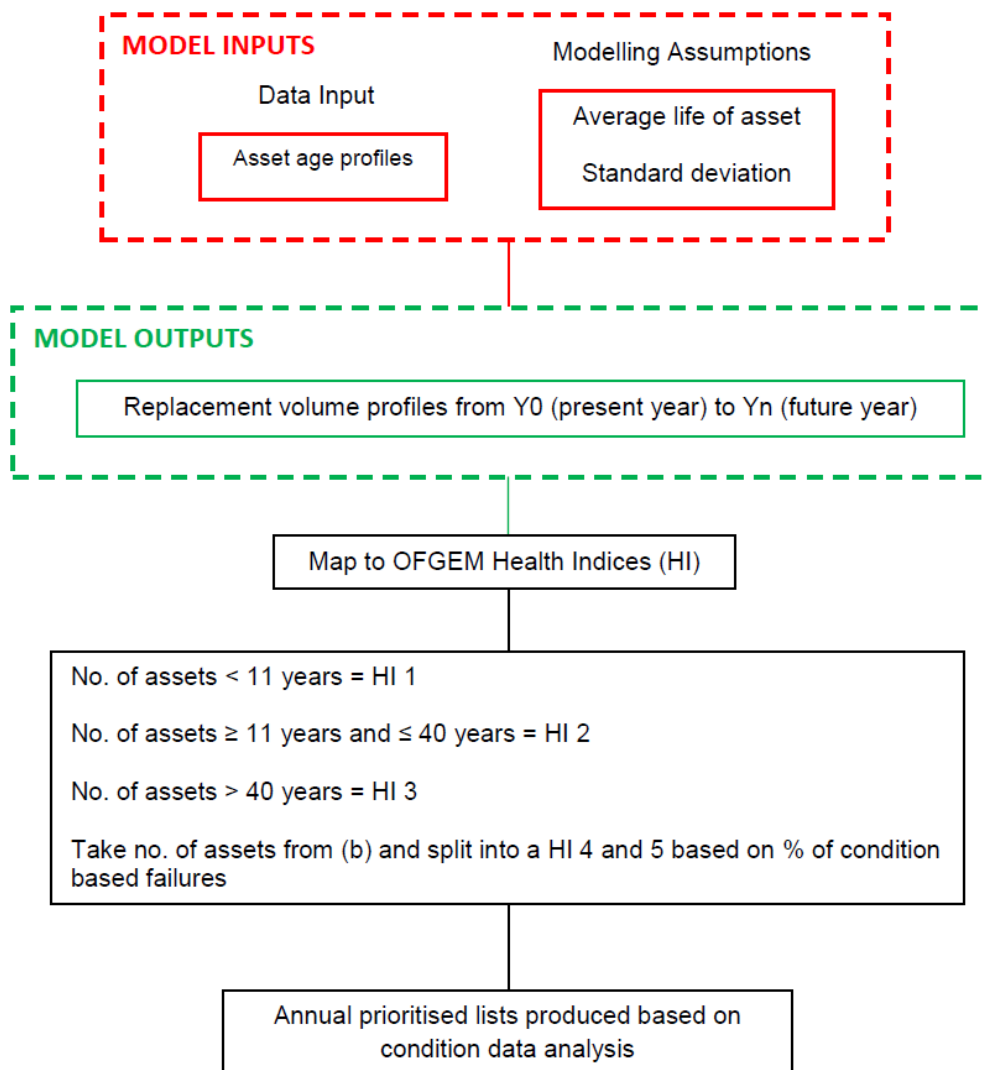 MODEL INPUTS
Modelling Assumptions
Data Input
Average life of asset
Asset age profiles
Standard deviation
MODEL OUTPUTS
Replacement volume profiles from Y0 (present year) to Yn (future year)
Map to OFGEM Health Indices (HI)
No. of assets < 11 years = HI 1
No. of assets ≥ 11 years and ≤ 40 years = HI 2
No. of assets > 40 years = HI 3
Take no. of assets from (b) and split into a HI 4 and 5 based on % of condition
based failures
Annual prioritised lists produced based on
condition data analysis